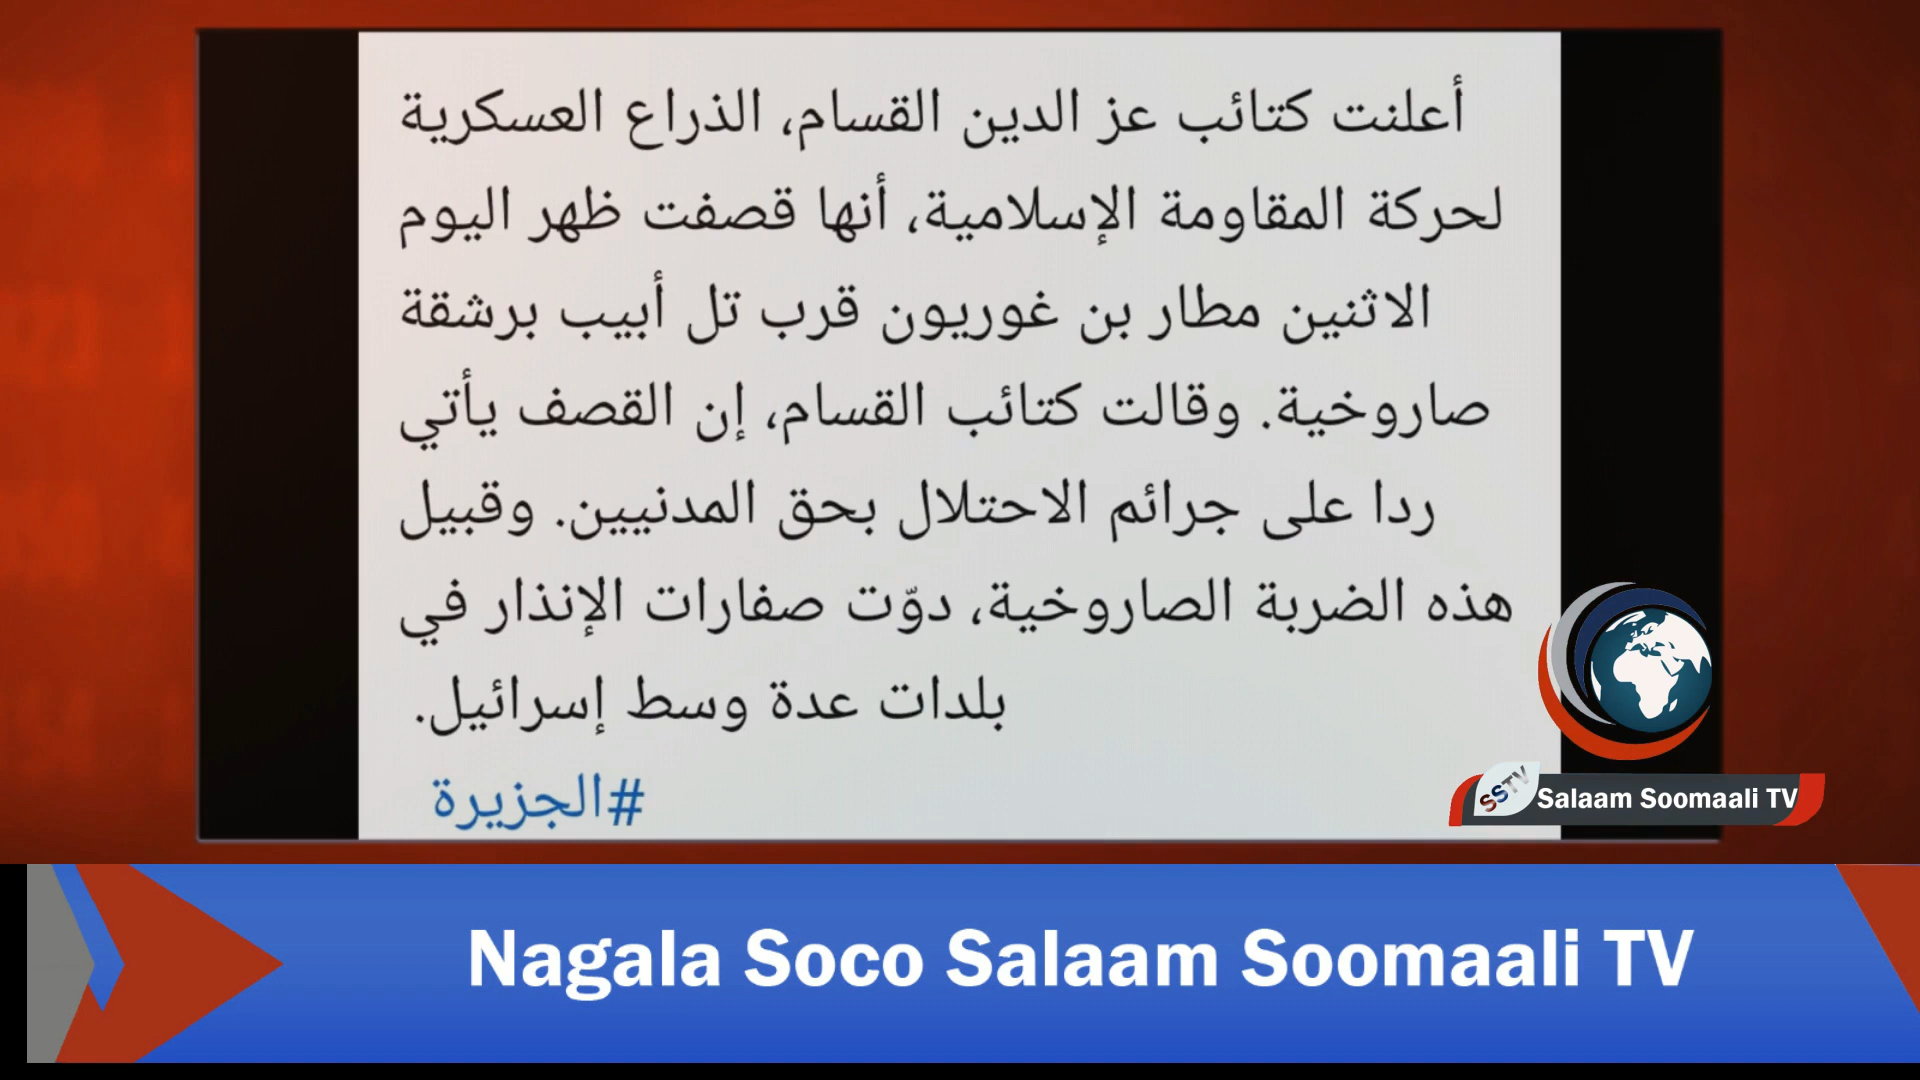 أعلنت كتائب عز الدين القسام، الذراع العسكرية
لحركة المقاومة الإسلامية، أنها قصفت ظهر اليوم
الاثنين مطار بن غوريون قرب تل أبيب برشقة
صاروخية. وقالت كتائب القسام، إن القصف يأتي
ردا على جرائم الاحتلال بحق المدنيين. وقبيل
هذه الضربة الصاروخية، دوّت صفارات الإنذار في
بلدات عدة وسط إسرائيل.
#الجزيرة
SSTV
Salaam Soomaali TV
Nagala Soco Salaam Soomaali TV